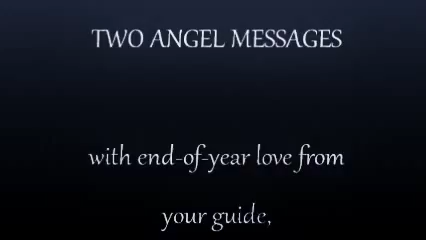 TWO ANGEL MESSAGES
with end-of-year love from
your guide,